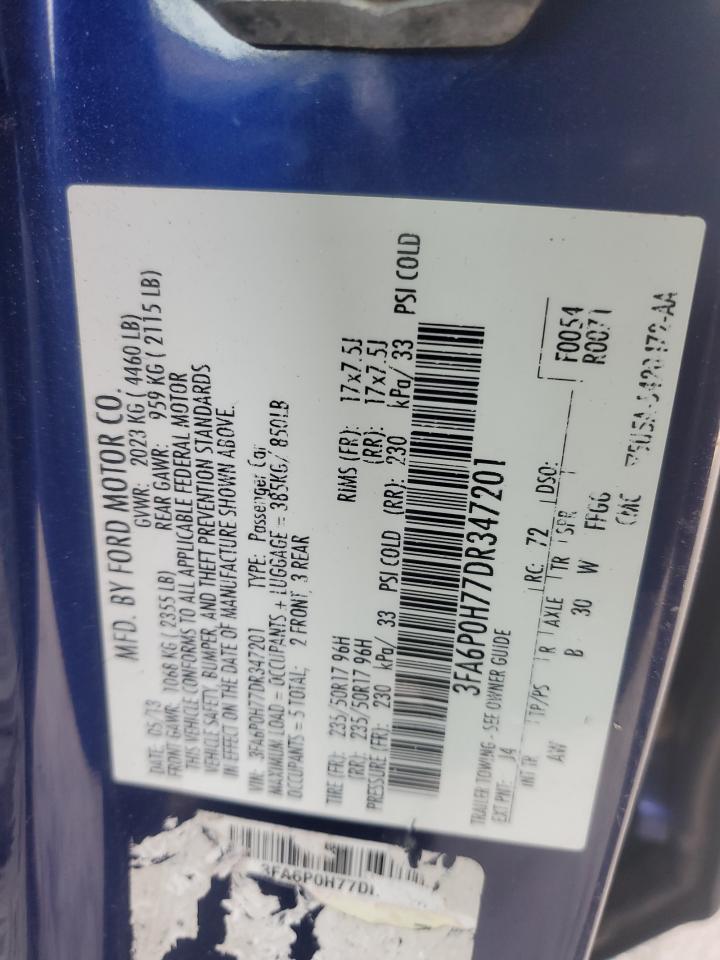 MFD. BY FORD MOTOR CO.
DATE: 05/13 GVWR: 2023 KG ( 4460 LB)
FRONT GAWR: 1068 KG ( 2355 LB) REAR GAWR: 959 KG ( 2115 LB)
THIS VEHICLE CONFORMS TO ALL APPLICABLE FEDERAL MOTOR
VEHICLE SAFETY, BUMPER, AND THEFT PREVENTION STANDARDS
IN EFFECT ON THE DATE OF MANUFACTURE SHOWN ABOVE.
VIN: 3FA6P0H77DR347201 TYPE: Passenger Car
MAXIMUM LOAD = OCCUPANTS + LUGGAGE = 385KG/ 850LB
OCCUPANTS = 5 TOTAL: 2 FRONT, 3 REAR
TIRE (FR): 235/50R17 96H RIMS (FR): 17x7.5J
(RR): 235/50R17 96H (RR): 17x7.5J
PRESSURE (FR): 230 kPa/ 33 PSI COLD (RR): 230 kPa/ 33 PSI COLD
3FA6P0H77DR347201
TRAILER TOWING - SEE OWNER GUIDE
EXT PNT: J4 RC: 72 DSO:
INT TR TP/PS R AXLE TR SPR F0054
AW B 30 W FFGG R0071
CMC
3FA6P0H77D